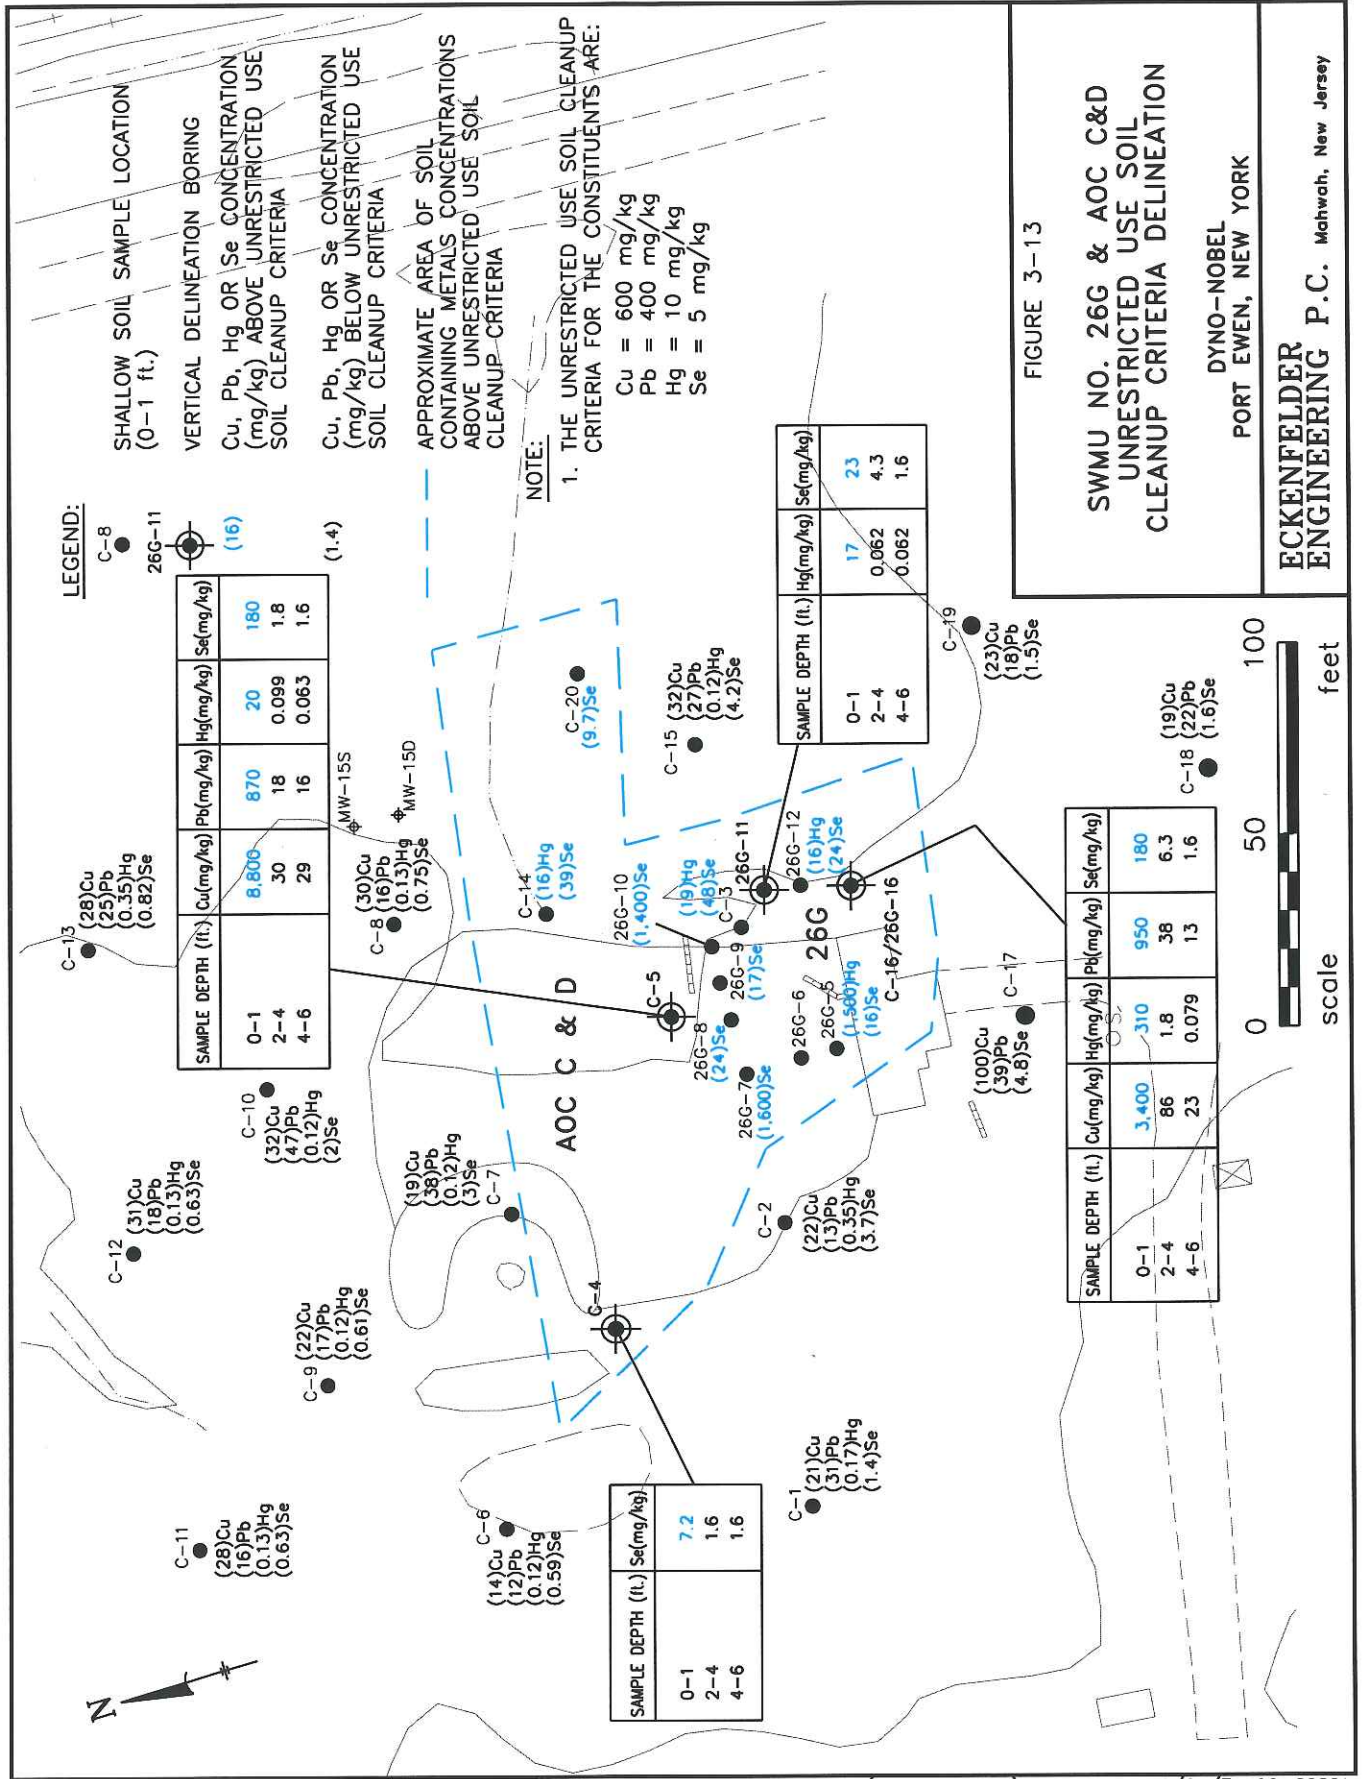 LEGEND:
C-8
SHALLOW SOIL SAMPLE LOCATION
(0-1 ft.)
26G-11
VERTICAL DELINEATION BORING
(16)
Cu, Pb, Hg OR Se CONCENTRATION
(mg/kg) ABOVE UNRESTRICTED USE
SOIL CLEANUP CRITERIA
(1.4)
Cu, Pb, Hg OR Se CONCENTRATION
(mg/kg) BELOW UNRESTRICTED USE
SOIL CLEANUP CRITERIA
APPROXIMATE AREA OF SOIL
CONTAINING METALS CONCENTRATIONS
ABOVE UNRESTRICTED USE SOIL
CLEANUP CRITERIA
NOTE:
1. THE UNRESTRICTED USE SOIL CLEANUP
CRITERIA FOR THE CONSTITUENTS ARE:
Cu = 600 mg/kg
Pb = 400 mg/kg
Hg = 10 mg/kg
Se = 5 mg/kg
N
C-11
(28)Cu
(16)Pb
(0.13)Hg
(0.63)Se
C-12
(31)Cu
(18)Pb
(0.13)Hg
(0.63)Se
C-13
(28)Cu
(25)Pb
(0.35)Hg
(0.82)Se
C-10
(32)Cu
(47)Pb
(0.12)Hg
(2)Se
C-9
(22)Cu
(17)Pb
(0.12)Hg
(0.61)Se
SAMPLE DEPTH (ft.) Cu(mg/kg) Pb(mg/kg) Hg(mg/kg) Se(mg/kg)
0-1 8,800 870 20 180
2-4 30 18 0.099 1.8
4-6 29 16 0.063 1.6
MW-15S
MW-15D
C-8
(30)Cu
(16)Pb
(0.13)Hg
(0.75)Se
C-6
(14)Cu
(12)Pb
(0.12)Hg
(0.59)Se
(19)Cu
(38)Pb
(0.12)Hg
(3)Se
C-7
C-14
(16)Hg
(39)Se
AOC C & D
C-20
(9.7)Se
C-4
SAMPLE DEPTH (ft.) Se(mg/kg)
0-1 7.2
2-4 1.6
4-6 1.6
26G-10
(1,400)Se
C-5
C-15
(32)Cu
(27)Pb
(0.12)Hg
(4.2)Se
(19)Hg
(48)Se
C-3
26G-8
(24)Se
26G-9
(17)Se
26G-11
26G-7
(1,600)Se
C-2
(22)Cu
(13)Pb
(0.35)Hg
(3.7)Se
C-1
(21)Cu
(31)Pb
(0.17)Hg
(1.4)Se
26G-6
26G-5
(1,500)Hg
(16)Se
26G
26G-12
(16)Hg
(24)Se
C-16/26G-16
SAMPLE DEPTH (ft.) Hg(mg/kg) Se(mg/kg)
0-1 17 23
2-4 0.062 4.3
4-6 0.062 1.6
C-19
(23)Cu
(18)Pb
(1.5)Se
C-17
(100)Cu
(39)Pb
(4.8)Se
SAMPLE DEPTH (ft.) Cu(mg/kg) Hg(mg/kg) Pb(mg/kg) Se(mg/kg)
0-1 3,400 310 950 180
2-4 86 1.8 38 6.3
4-6 23 0.079 13 1.6
C-18
(19)Cu
(22)Pb
(1.6)Se
0 50 100
scale feet
FIGURE 3-13
SWMU NO. 26G & AOC C&D
UNRESTRICTED USE SOIL
CLEANUP CRITERIA DELINEATION
DYNO-NOBEL
PORT EWEN, NEW YORK
ECKENFELDER
ENGINEERING P.C. Mahwah, New Jersey